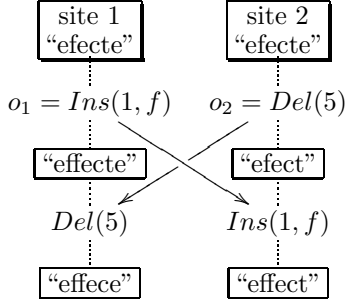 site 1 site 2
“efecte” “efecte”
o₁ = Ins(1, f) o₂ = Del(5)
“effecte” “efect”
Del(5) Ins(1, f)
“effece” “effect”